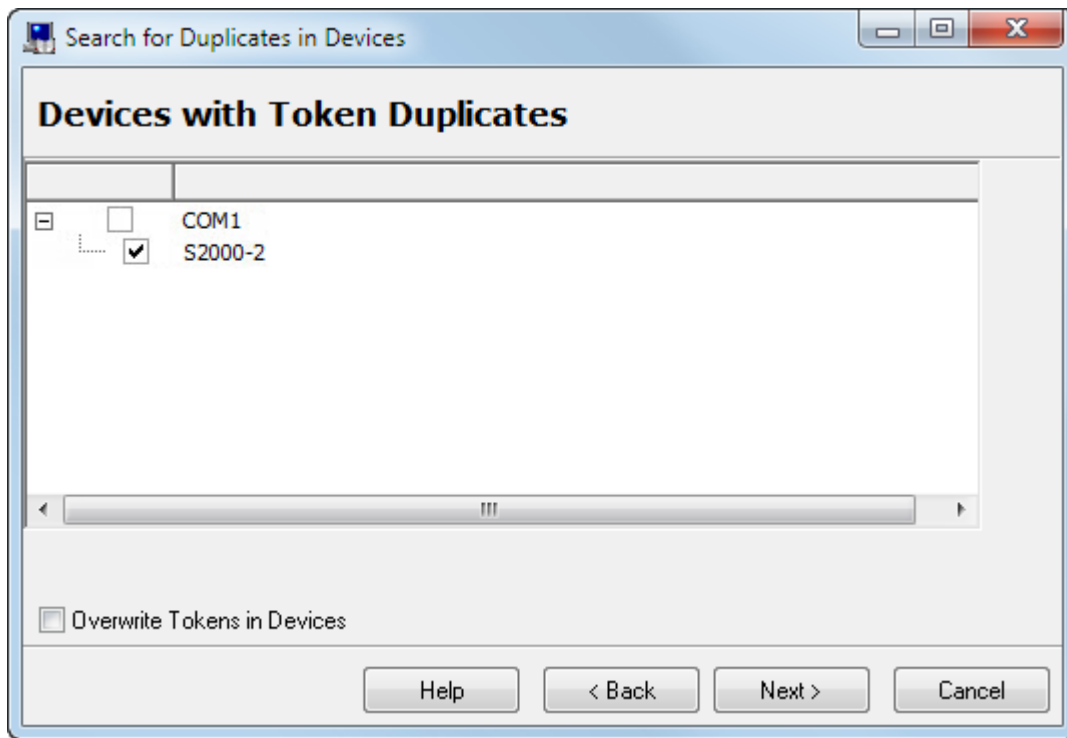 Search for Duplicates in Devices
Devices with Token Duplicates
COM1
S2000-2
Overwrite Tokens in Devices
Help < Back Next > Cancel